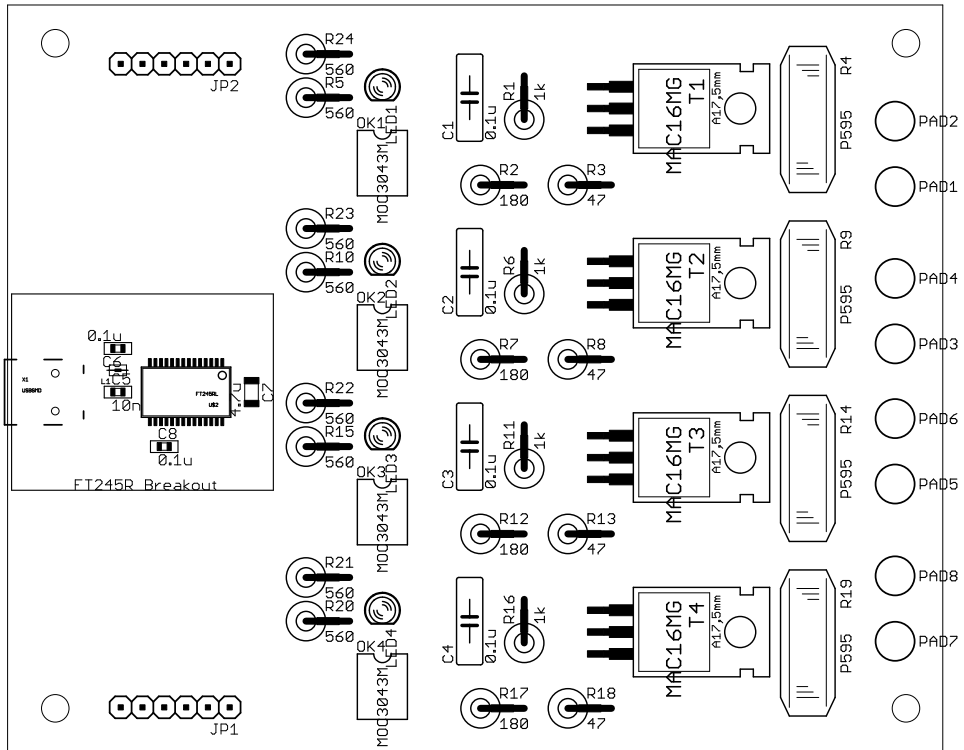 JP2
R24
560
R5
560
LED1
OK1
MOC3043M
C1
0.1u
R1
1k
R2
180
R3
47
MAC16MG
T1
A17,5mm
R4
P595
PAD2
PAD1
R23
560
R10
560
LED2
OK2
MOC3043M
C2
0.1u
R6
1k
R7
180
R8
47
MAC16MG
T2
A17,5mm
R9
P595
PAD4
PAD3
0.1u
C6
L1
C5
10n
X1
FT245RL
US2
4.7u
C7
C8
0.1u
FT245R Breakout
R22
560
R15
560
LED3
OK3
MOC3043M
C3
0.1u
R11
1k
R12
180
R13
47
MAC16MG
T3
A17,5mm
R14
P595
PAD6
PAD5
R21
560
R20
560
LED4
OK4
MOC3043M
C4
0.1u
R16
1k
R17
180
R18
47
MAC16MG
T4
A17,5mm
R19
P595
PAD8
PAD7
JP1